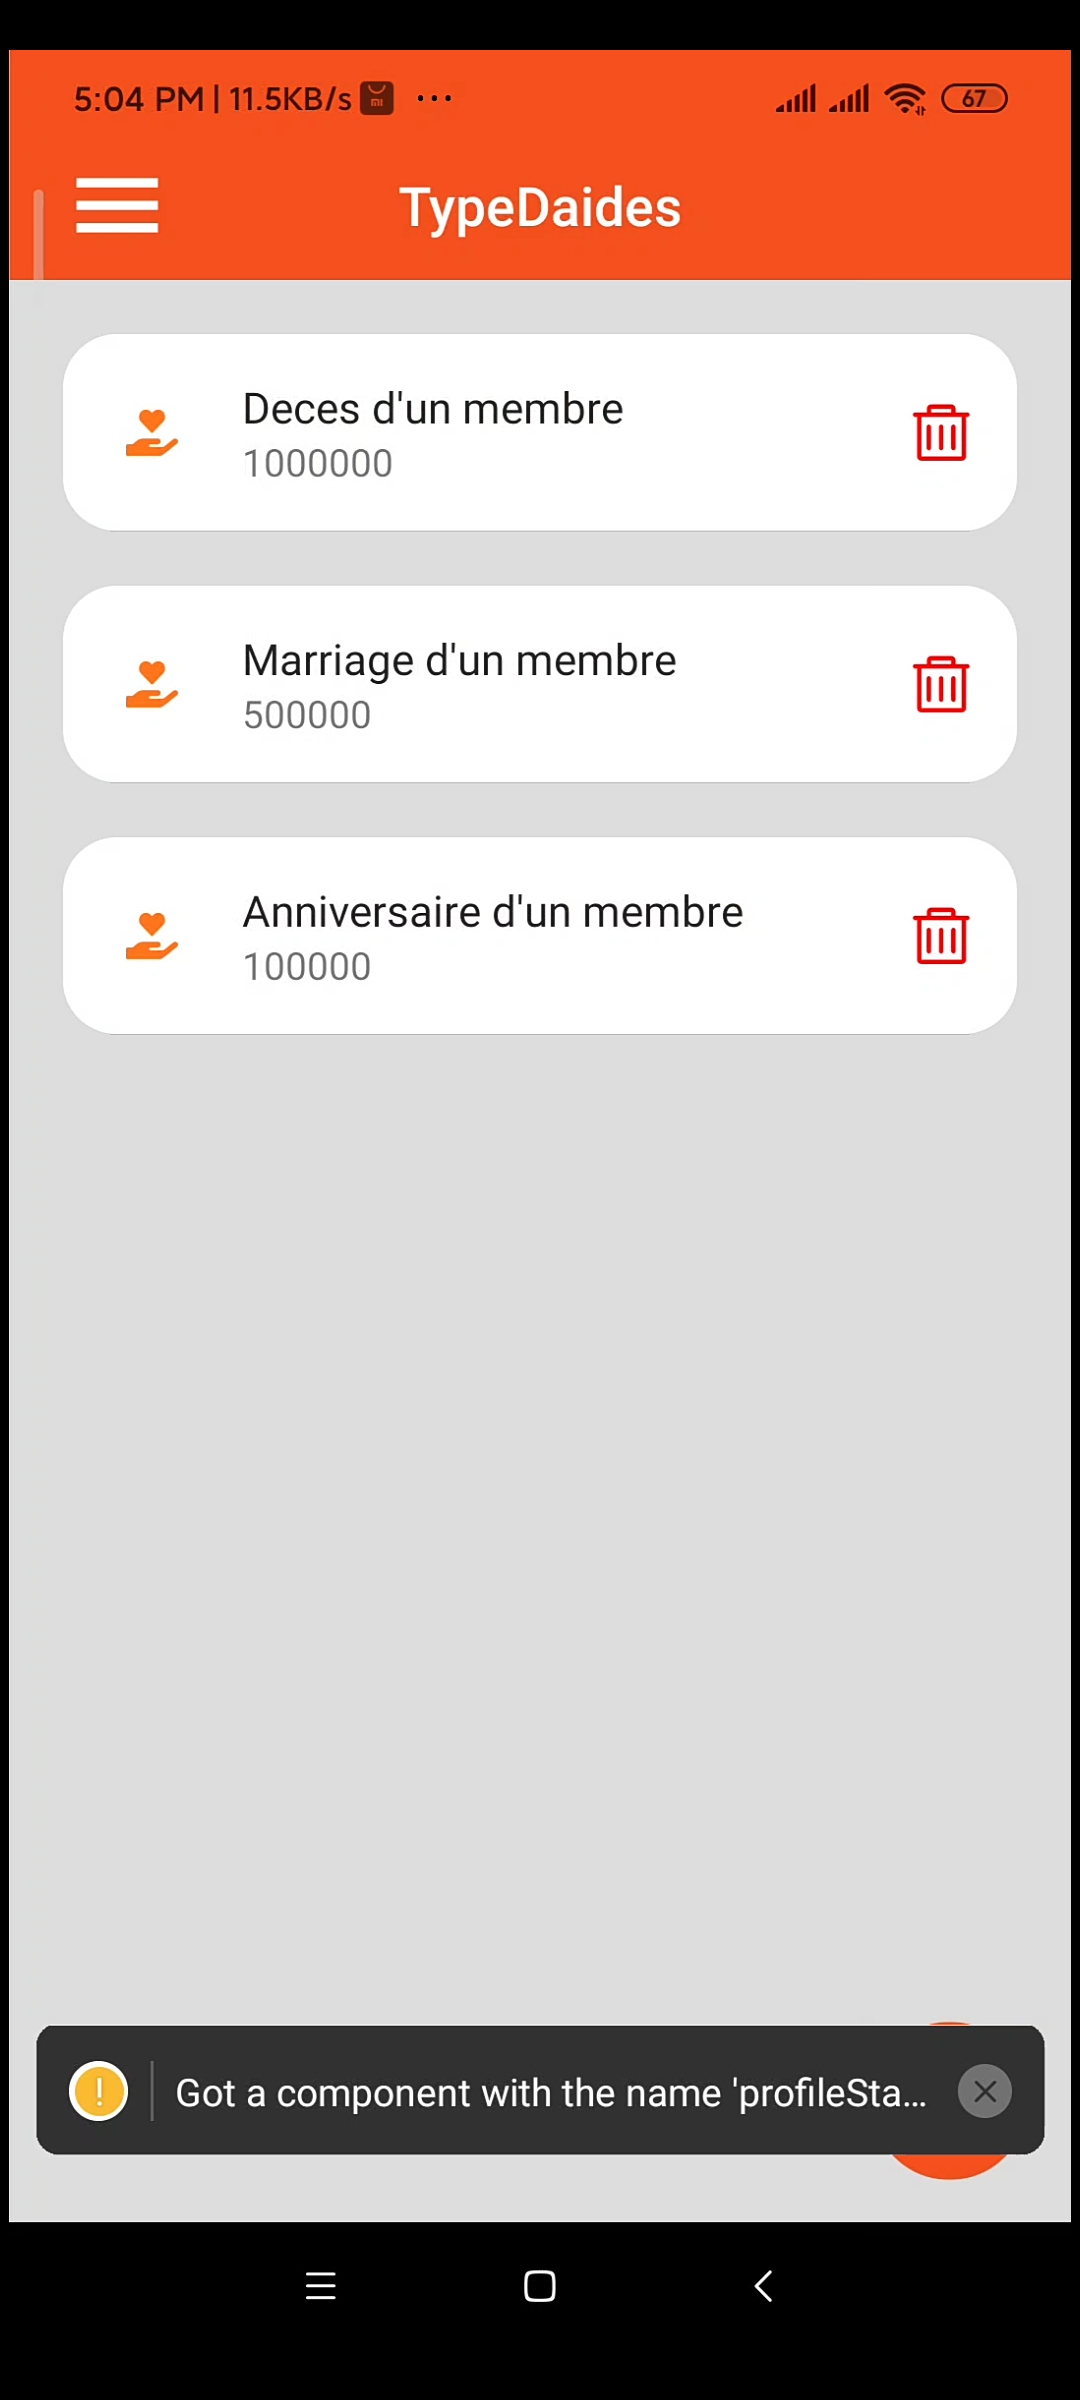 5:04 PM | 11.5KB/s mi ... 67
TypeDaides
Deces d'un membre
1000000
Marriage d'un membre
500000
Anniversaire d'un membre
100000
! Got a component with the name 'profileSta...